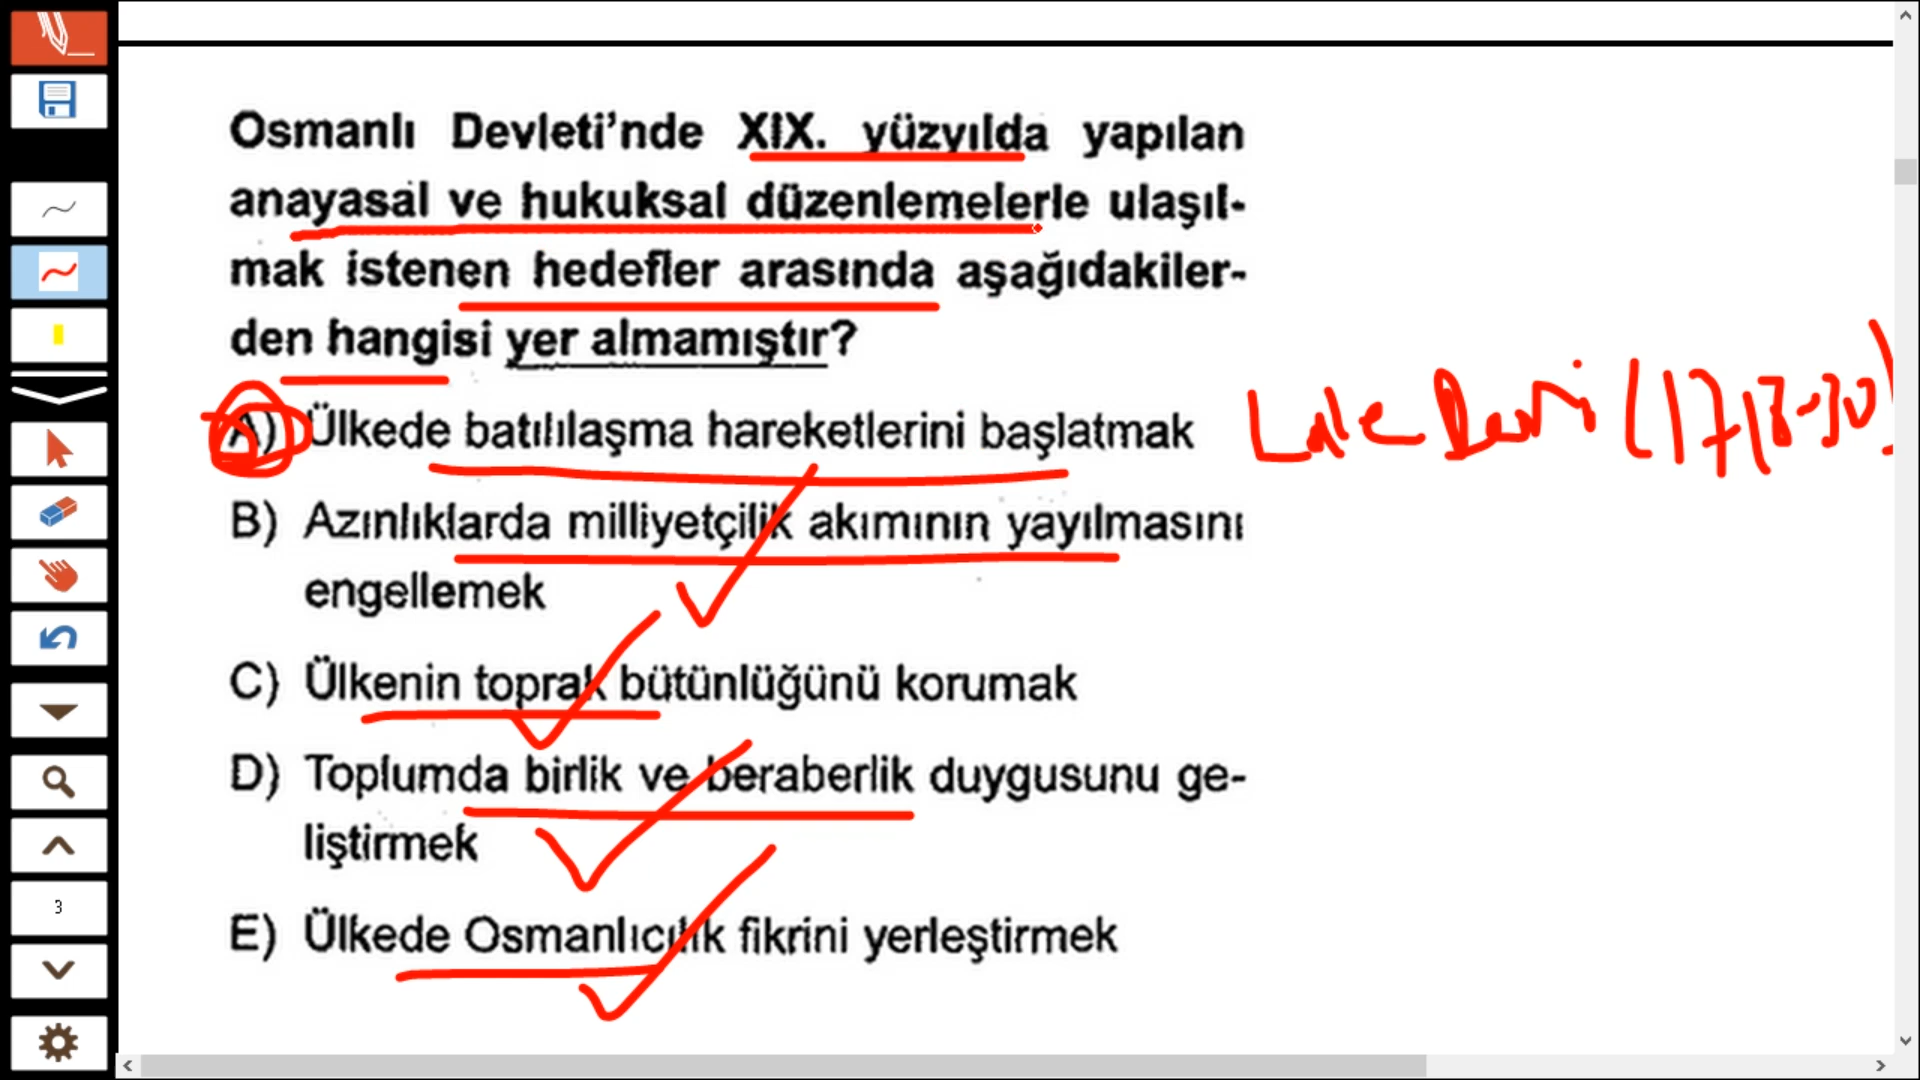 Osmanlı Devleti'nde XIX. yüzyılda yapılan
anayasal ve hukuksal düzenlemelerle ulaşıl-
mak istenen hedefler arasında aşağıdakiler-
den hangisi yer almamıştır?
A) Ülkede batılılaşma hareketlerini başlatmak
Lale Devri (1718-30)
B) Azınlıklarda milliyetçilik akımının yayılmasını
engellemek
C) Ülkenin toprak bütünlüğünü korumak
D) Toplumda birlik ve beraberlik duygusunu ge-
liştirmek
E) Ülkede Osmanlıcılık fikrini yerleştirmek
3